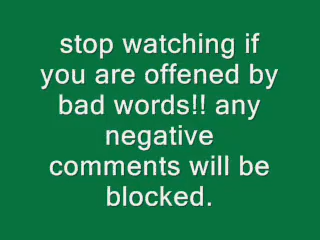 stop watching if
you are offened by
bad words!! any
negative
comments will be
blocked.